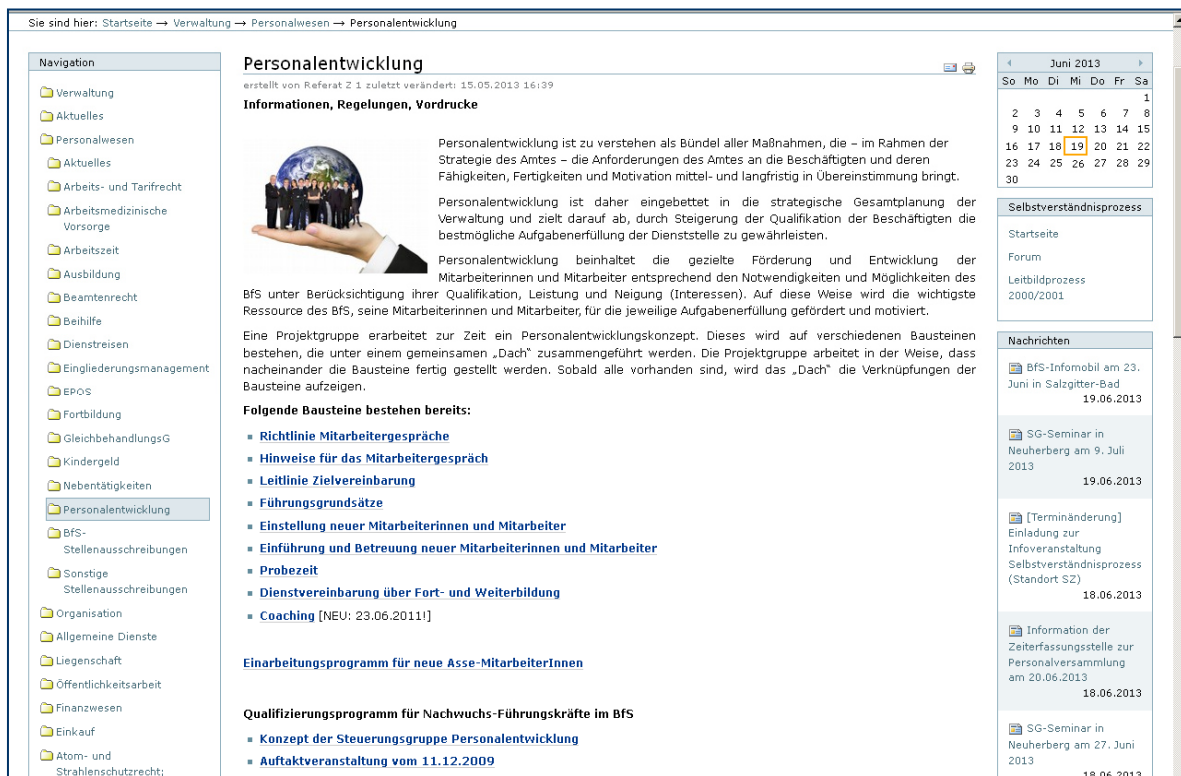 Sie sind hier: Startseite → Verwaltung → Personalwesen → Personalentwicklung
Navigation
Verwaltung
Aktuelles
Personalwesen
Aktuelles
Arbeits- und Tarifrecht
Arbeitsmedizinische
Vorsorge
Arbeitszeit
Ausbildung
Beamtenrecht
Beihilfe
Dienstreisen
Eingliederungsmanagement
EPOS
Fortbildung
GleichbehandlungsG
Kindergeld
Nebentätigkeiten
Personalentwicklung
BfS-
Stellenausschreibungen
Sonstige
Stellenausschreibungen
Organisation
Allgemeine Dienste
Liegenschaft
Öffentlichkeitsarbeit
Finanzwesen
Einkauf
Atom- und
Strahlenschutzrecht;
Personalentwicklung
erstellt von Referat Z 1 zuletzt verändert: 15.05.2013 16:39
Informationen, Regelungen, Vordrucke
Personalentwicklung ist zu verstehen als Bündel aller Maßnahmen, die – im Rahmen der
Strategie des Amtes – die Anforderungen des Amtes an die Beschäftigten und deren
Fähigkeiten, Fertigkeiten und Motivation mittel- und langfristig in Übereinstimmung bringt.
Personalentwicklung ist daher eingebettet in die strategische Gesamtplanung der
Verwaltung und zielt darauf ab, durch Steigerung der Qualifikation der Beschäftigten die
bestmögliche Aufgabenerfüllung der Dienststelle zu gewährleisten.
Personalentwicklung beinhaltet die gezielte Förderung und Entwicklung der
Mitarbeiterinnen und Mitarbeiter entsprechend den Notwendigkeiten und Möglichkeiten des
BfS unter Berücksichtigung ihrer Qualifikation, Leistung und Neigung (Interessen). Auf diese Weise wird die wichtigste
Ressource des BfS, seine Mitarbeiterinnen und Mitarbeiter, für die jeweilige Aufgabenerfüllung gefördert und motiviert.
Eine Projektgruppe erarbeitet zur Zeit ein Personalentwicklungskonzept. Dieses wird auf verschiedenen Bausteinen
bestehen, die unter einem gemeinsamen „Dach“ zusammengeführt werden. Die Projektgruppe arbeitet in der Weise, dass
nacheinander die Bausteine fertig gestellt werden. Sobald alle vorhanden sind, wird das „Dach“ die Verknüpfungen der
Bausteine aufzeigen.
Folgende Bausteine bestehen bereits:
Richtlinie Mitarbeitergespräche
Hinweise für das Mitarbeitergespräch
Leitlinie Zielvereinbarung
Führungsgrundsätze
Einstellung neuer Mitarbeiterinnen und Mitarbeiter
Einführung und Betreuung neuer Mitarbeiterinnen und Mitarbeiter
Probezeit
Dienstvereinbarung über Fort- und Weiterbildung
Coaching [NEU: 23.06.2011!]
Einarbeitungsprogramm für neue Asse-MitarbeiterInnen
Qualifizierungsprogramm für Nachwuchs-Führungskräfte im BfS
Konzept der Steuerungsgruppe Personalentwicklung
Auftaktveranstaltung vom 11.12.2009
Juni 2013
So Mo Di Mi Do Fr Sa
1
2 3 4 5 6 7 8
9 10 11 12 13 14 15
16 17 18 19 20 21 22
23 24 25 26 27 28 29
30
Selbstverständnisprozess
Startseite
Forum
Leitbildprozess
2000/2001
Nachrichten
BfS-Infomobil am 23.
Juni in Salzgitter-Bad
19.06.2013
SG-Seminar in
Neuherberg am 9. Juli
2013
19.06.2013
[Terminänderung]
Einladung zur
Infoveranstaltung
Selbstverständnisprozess
(Standort SZ)
18.06.2013
Information der
Zeiterfassungsstelle zur
Personalversammlung
am 20.06.2013
18.06.2013
SG-Seminar in
Neuherberg am 27. Juni
2013
18.06.2013